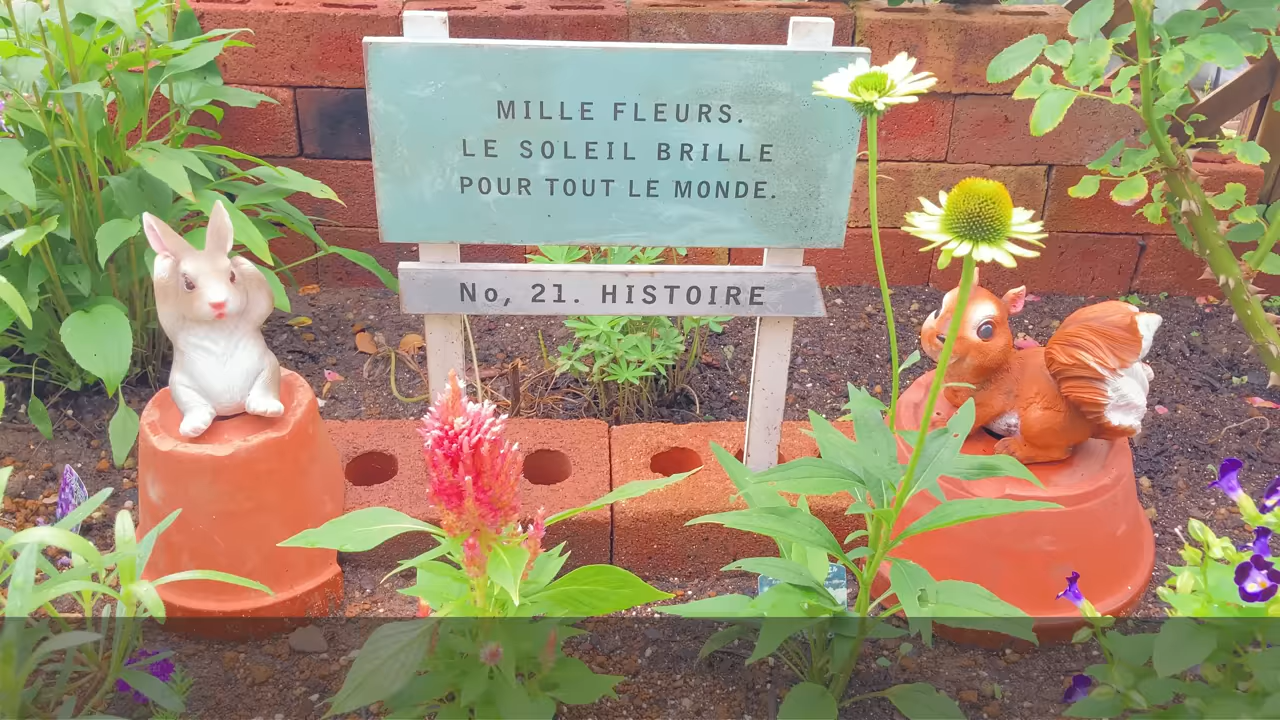 MILLE FLEURS.
LE SOLEIL BRILLE
POUR TOUT LE MONDE.
No, 21. HISTOIRE